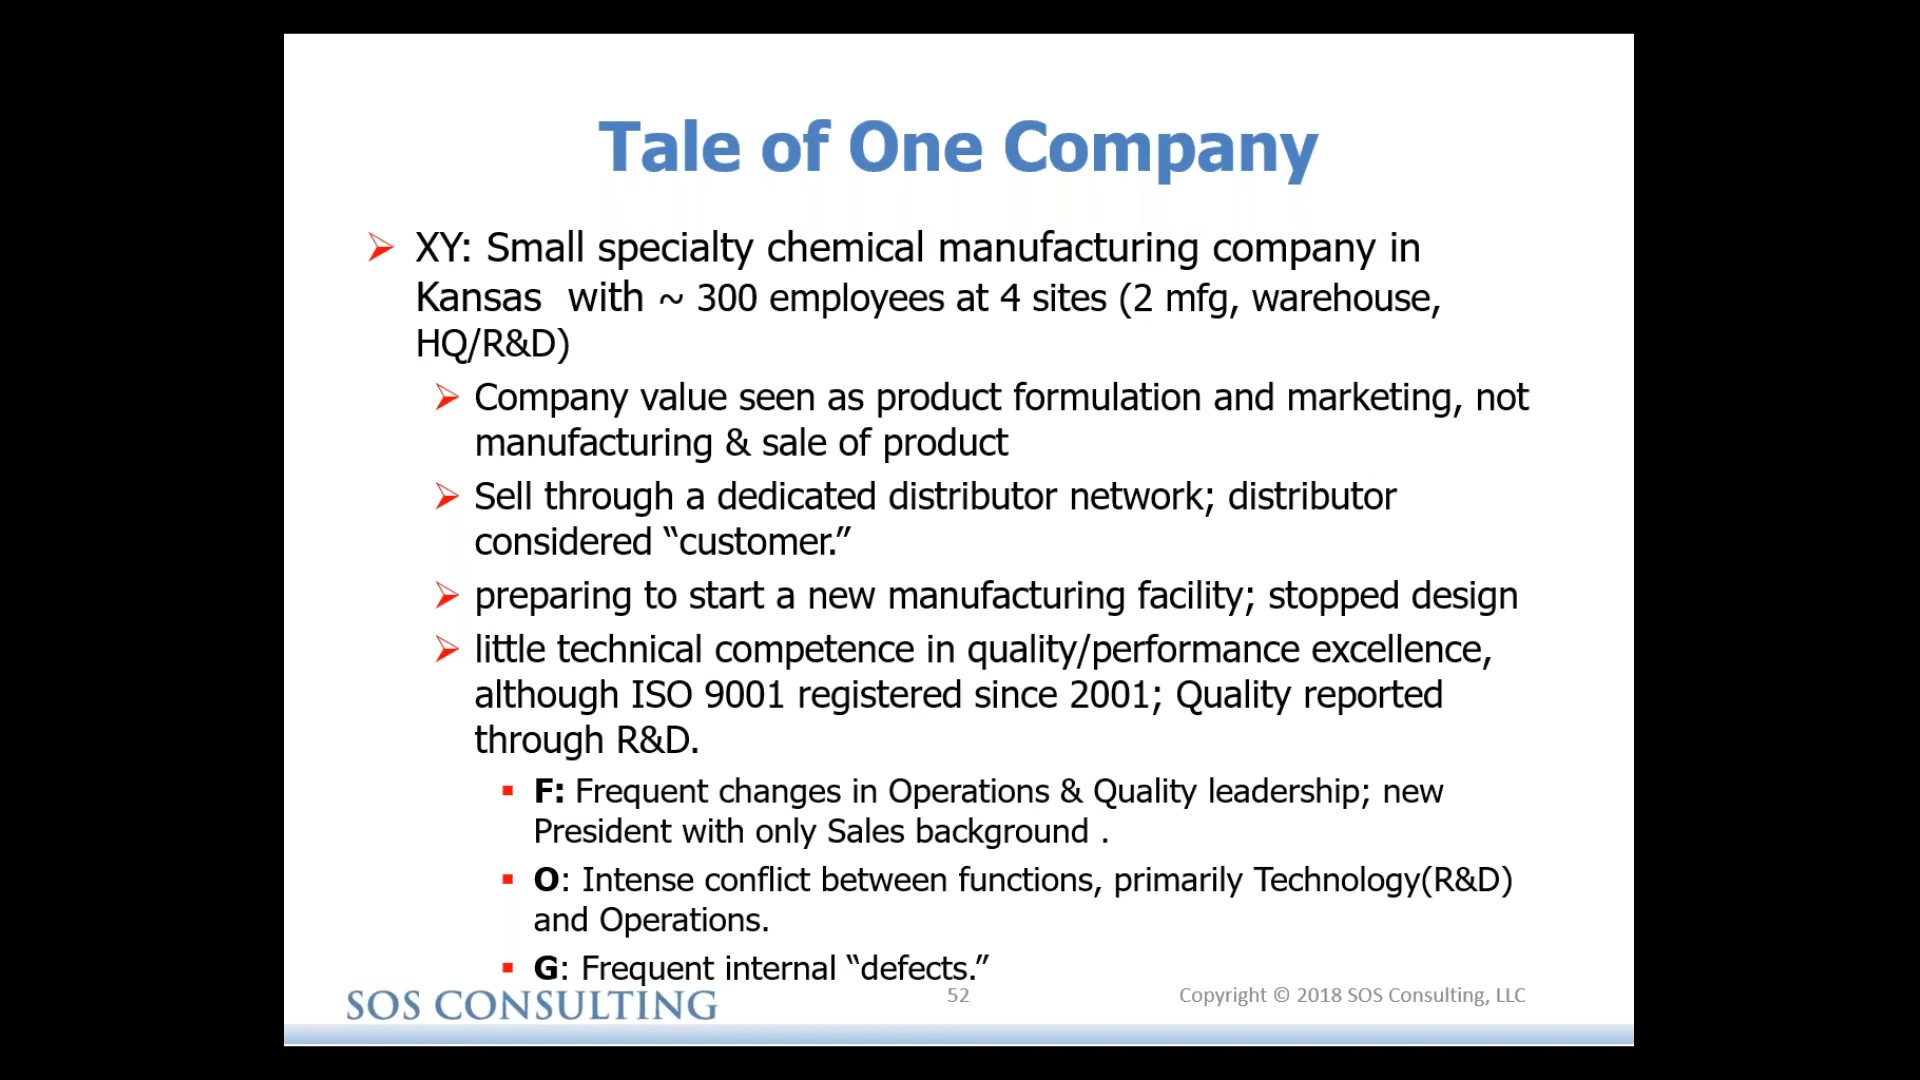 Tale of One Company
XY: Small specialty chemical manufacturing company in
Kansas with ~ 300 employees at 4 sites (2 mfg, warehouse,
HQ/R&D)
Company value seen as product formulation and marketing, not
manufacturing & sale of product
Sell through a dedicated distributor network; distributor
considered “customer.”
preparing to start a new manufacturing facility; stopped design
little technical competence in quality/performance excellence,
although ISO 9001 registered since 2001; Quality reported
through R&D.
F: Frequent changes in Operations & Quality leadership; new
President with only Sales background .
O: Intense conflict between functions, primarily Technology(R&D)
and Operations.
G: Frequent internal “defects.”
SOS CONSULTING
52
Copyright © 2018 SOS Consulting, LLC